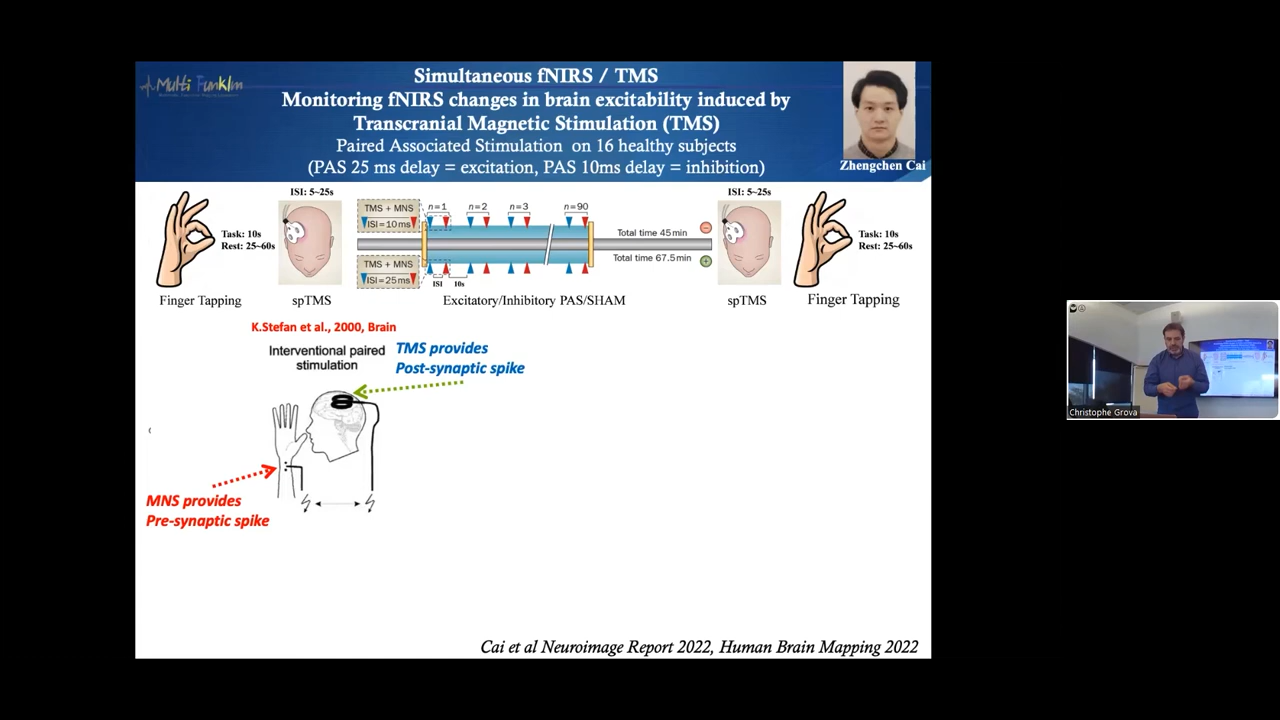 Multi FunkIm
Simultaneous fNIRS / TMS
Monitoring fNIRS changes in brain excitability induced by
Transcranial Magnetic Stimulation (TMS)
Paired Associated Stimulation on 16 healthy subjects
(PAS 25 ms delay = excitation, PAS 10ms delay = inhibition)
Zhengchen Cai
ISI: 5~25s
Task: 10s
Rest: 25~60s
Finger Tapping
spTMS
TMS + MNS
ISI=10ms
n=1
n=2
n=3
n=90
TMS + MNS
ISI=25ms
ISI
10s
Total time 45min
Total time 67.5min
Excitatory/Inhibitory PAS/SHAM
ISI: 5~25s
spTMS
Task: 10s
Rest: 25~60s
Finger Tapping
K.Stefan et al., 2000, Brain
Interventional paired
stimulation
TMS provides
Post-synaptic spike
MNS provides
Pre-synaptic spike
Cai et al Neuroimage Report 2022, Human Brain Mapping 2022
Christophe Grova